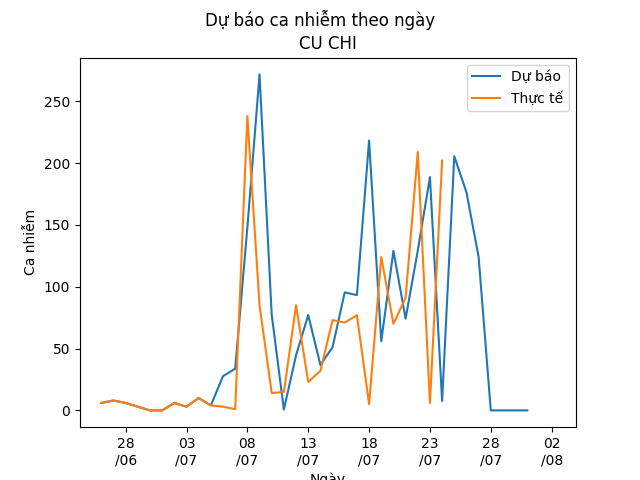 Dự báo ca nhiễm theo ngày
CU CHI
Dự báo
Thực tế
Ca nhiễm
250
200
150
100
50
0
28 03 08 13 18 23 28 02
/06 /07 /07 /07 /07 /07 /07 /08
Ngày